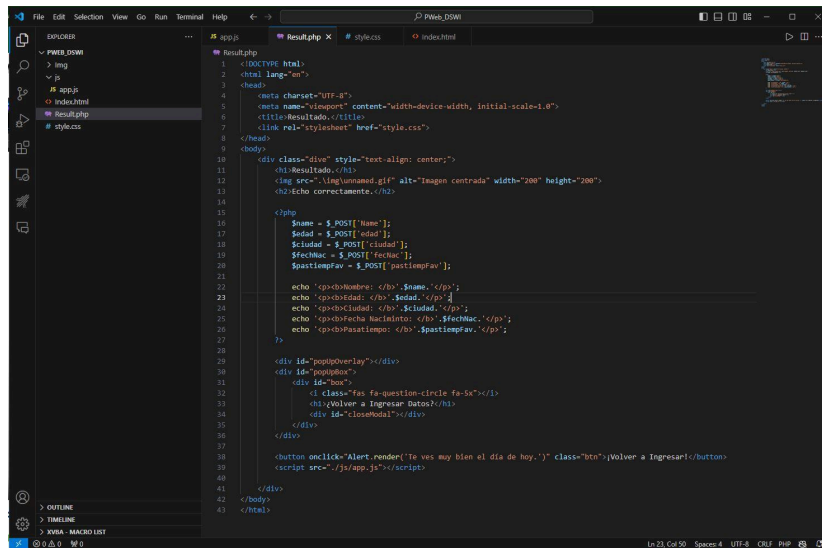 File Edit Selection View Go Run Terminal Help
PWeb_DSWI
EXPLORER
PWEB_DSWI
Img
js
JS app.js
Index.html
Result.php
style.css
OUTLINE
TIMELINE
XVBA - MACRO LIST
JS app.js Result.php # style.css Index.html
Result.php
1 <!DOCTYPE html>
2 <html lang="en">
3 <head>
4 <meta charset="UTF-8">
5 <meta name="viewport" content="width=device-width, initial-scale=1.0">
6 <title>Resultado.</title>
7 <link rel="stylesheet" href="style.css">
8 </head>
9 <body>
10 <div class="dive" style="text-align: center;">
11 <h1>Resultado.</h1>
12 <img src=".\img\unnamed.gif" alt="Imagen centrada" width="200" height="200">
13 <h2>Echo correctamente.</h2>
14
15 <?php
16 $name = $_POST['Name'];
17 $edad = $_POST['edad'];
18 $ciudad = $_POST['ciudad'];
19 $fechNac = $_POST['fecNac'];
20 $pastiempFav = $_POST['pastiempFav'];
21
22 echo '<p><b>Nombre: </b>'.$name.'</p>';
23 echo '<p><b>Edad: </b>'.$edad.'</p>';
24 echo '<p><b>Ciudad: </b>'.$ciudad.'</p>';
25 echo '<p><b>Fecha Naciminto: </b>'.$fechNac.'</p>';
26 echo '<p><b>Pasatiempo: </b>'.$pastiempFav.'</p>';
27 ?>
28
29 <div id="popUpOverlay"></div>
30 <div id="popUpBox">
31 <div id="box">
32 <i class="fas fa-question-circle fa-5x"></i>
33 <h1>¿Volver a Ingresar Datos?</h1>
34 <div id="closeModal"></div>
35 </div>
36 </div>
37
38 <button onclick="Alert.render('Te ves muy bien el día de hoy.')" class="btn">¡Volver a Ingresar!</button>
39 <script src="./js/app.js"></script>
40
41 </div>
42 </body>
43 </html>
0 0 0 Ln 23, Col 50 Spaces: 4 UTF-8 CRLF PHP